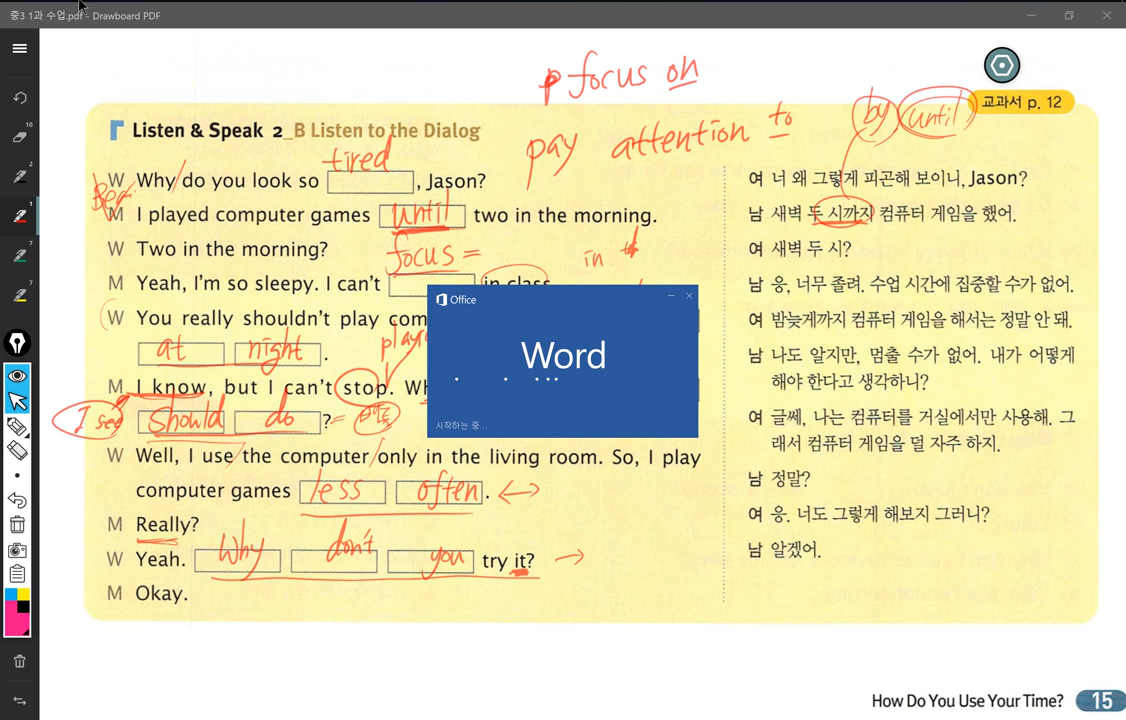 중3 1과 수업.pdf - Drawboard PDF
focus on
교과서 p. 12
by until
Listen & Speak 2_B Listen to the Dialog
pay attention to
tired
W Why do you look so , Jason?
M I played computer games until two in the morning.
W Two in the morning?
focus =
in
M Yeah, I'm so sleepy. I can't in class
W You really shouldn't play com
at night.
M I know, but I can't stop. W
I see should do ? =
W Well, I use the computer only in the living room. So, I play
computer games less often.
M Really?
W Yeah. Why don't you try it?
M Okay.
여 너 왜 그렇게 피곤해 보이니, Jason?
남 새벽 두 시까지 컴퓨터 게임을 했어.
여 새벽 두 시?
남 응, 너무 졸려. 수업 시간에 집중할 수가 없어.
여 밤늦게까지 컴퓨터 게임을 해서는 정말 안 돼.
남 나도 알지만, 멈출 수가 없어. 내가 어떻게
해야 한다고 생각하니?
여 글쎄, 나는 컴퓨터를 거실에서만 사용해. 그
래서 컴퓨터 게임을 덜 자주 하지.
남 정말?
여 응. 너도 그렇게 해보지 그러니?
남 알겠어.
Office
Word
시작하는 중...
How Do You Use Your Time? 15
10
2
1
7
7